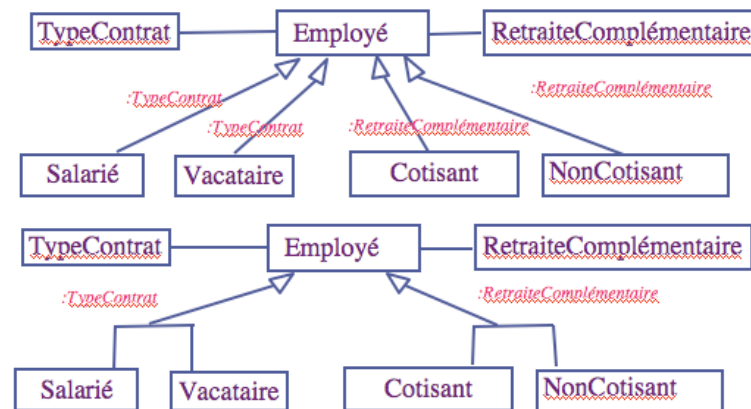 TypeContrat Employé RetraiteComplémentaire
:TypeContrat :RetraiteComplémentaire
:TypeContrat :RetraiteComplémentaire
Salarié Vacataire Cotisant NonCotisant
TypeContrat Employé RetraiteComplémentaire
:TypeContrat :RetraiteComplémentaire
Salarié Vacataire Cotisant NonCotisant